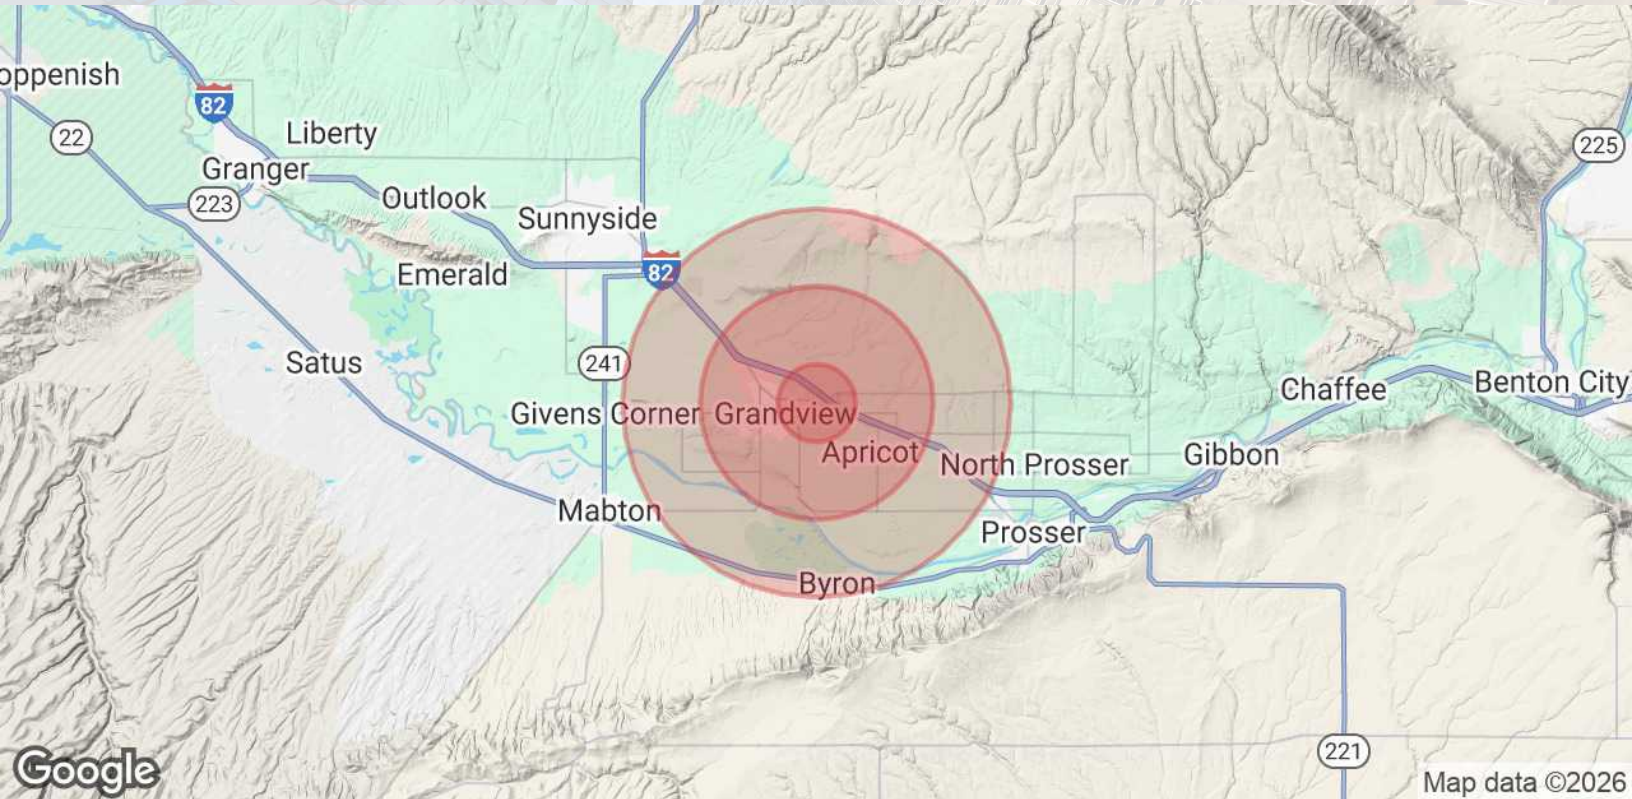 oppenish
82
22
Liberty
225
Granger
223
Outlook
Sunnyside
82
Emerald
241
Satus
Chaffee
Benton City
Givens Corner
Grandview
Apricot
North Prosser
Gibbon
Mabton
Prosser
Byron
221
Google
Map data ©2026